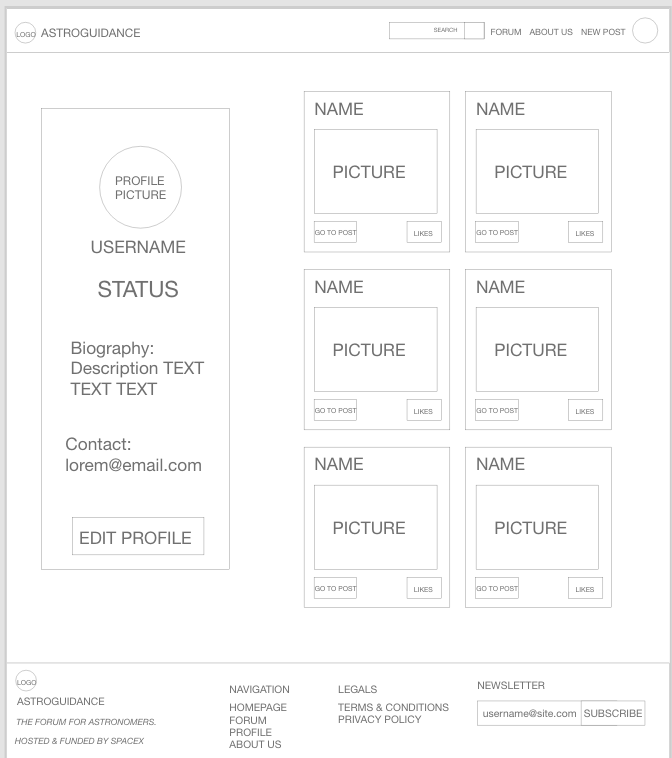 LOGO ASTROGUIDANCE
SEARCH
FORUM ABOUT US NEW POST
PROFILE
PICTURE
USERNAME
STATUS
Biography:
Description TEXT
TEXT TEXT
Contact:
lorem@email.com
EDIT PROFILE
NAME
PICTURE
GO TO POST LIKES
NAME
PICTURE
GO TO POST LIKES
NAME
PICTURE
GO TO POST LIKES
NAME
PICTURE
GO TO POST LIKES
NAME
PICTURE
GO TO POST LIKES
NAME
PICTURE
GO TO POST LIKES
LOGO
ASTROGUIDANCE
THE FORUM FOR ASTRONOMERS.
HOSTED & FUNDED BY SPACEX
NAVIGATION
HOMEPAGE
FORUM
PROFILE
ABOUT US
LEGALS
TERMS & CONDITIONS
PRIVACY POLICY
NEWSLETTER
username@site.com SUBSCRIBE